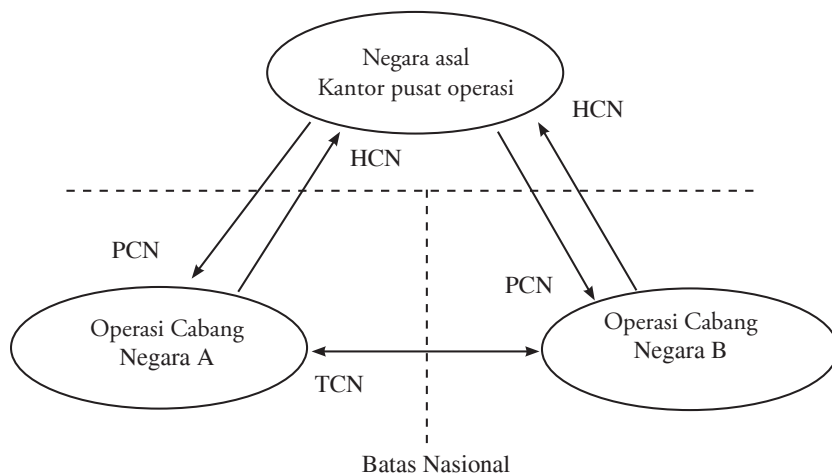 Negara asal
Kantor pusat operasi
HCN
HCN
PCN
PCN
Operasi Cabang
Negara A
Operasi Cabang
Negara B
TCN
Batas Nasional